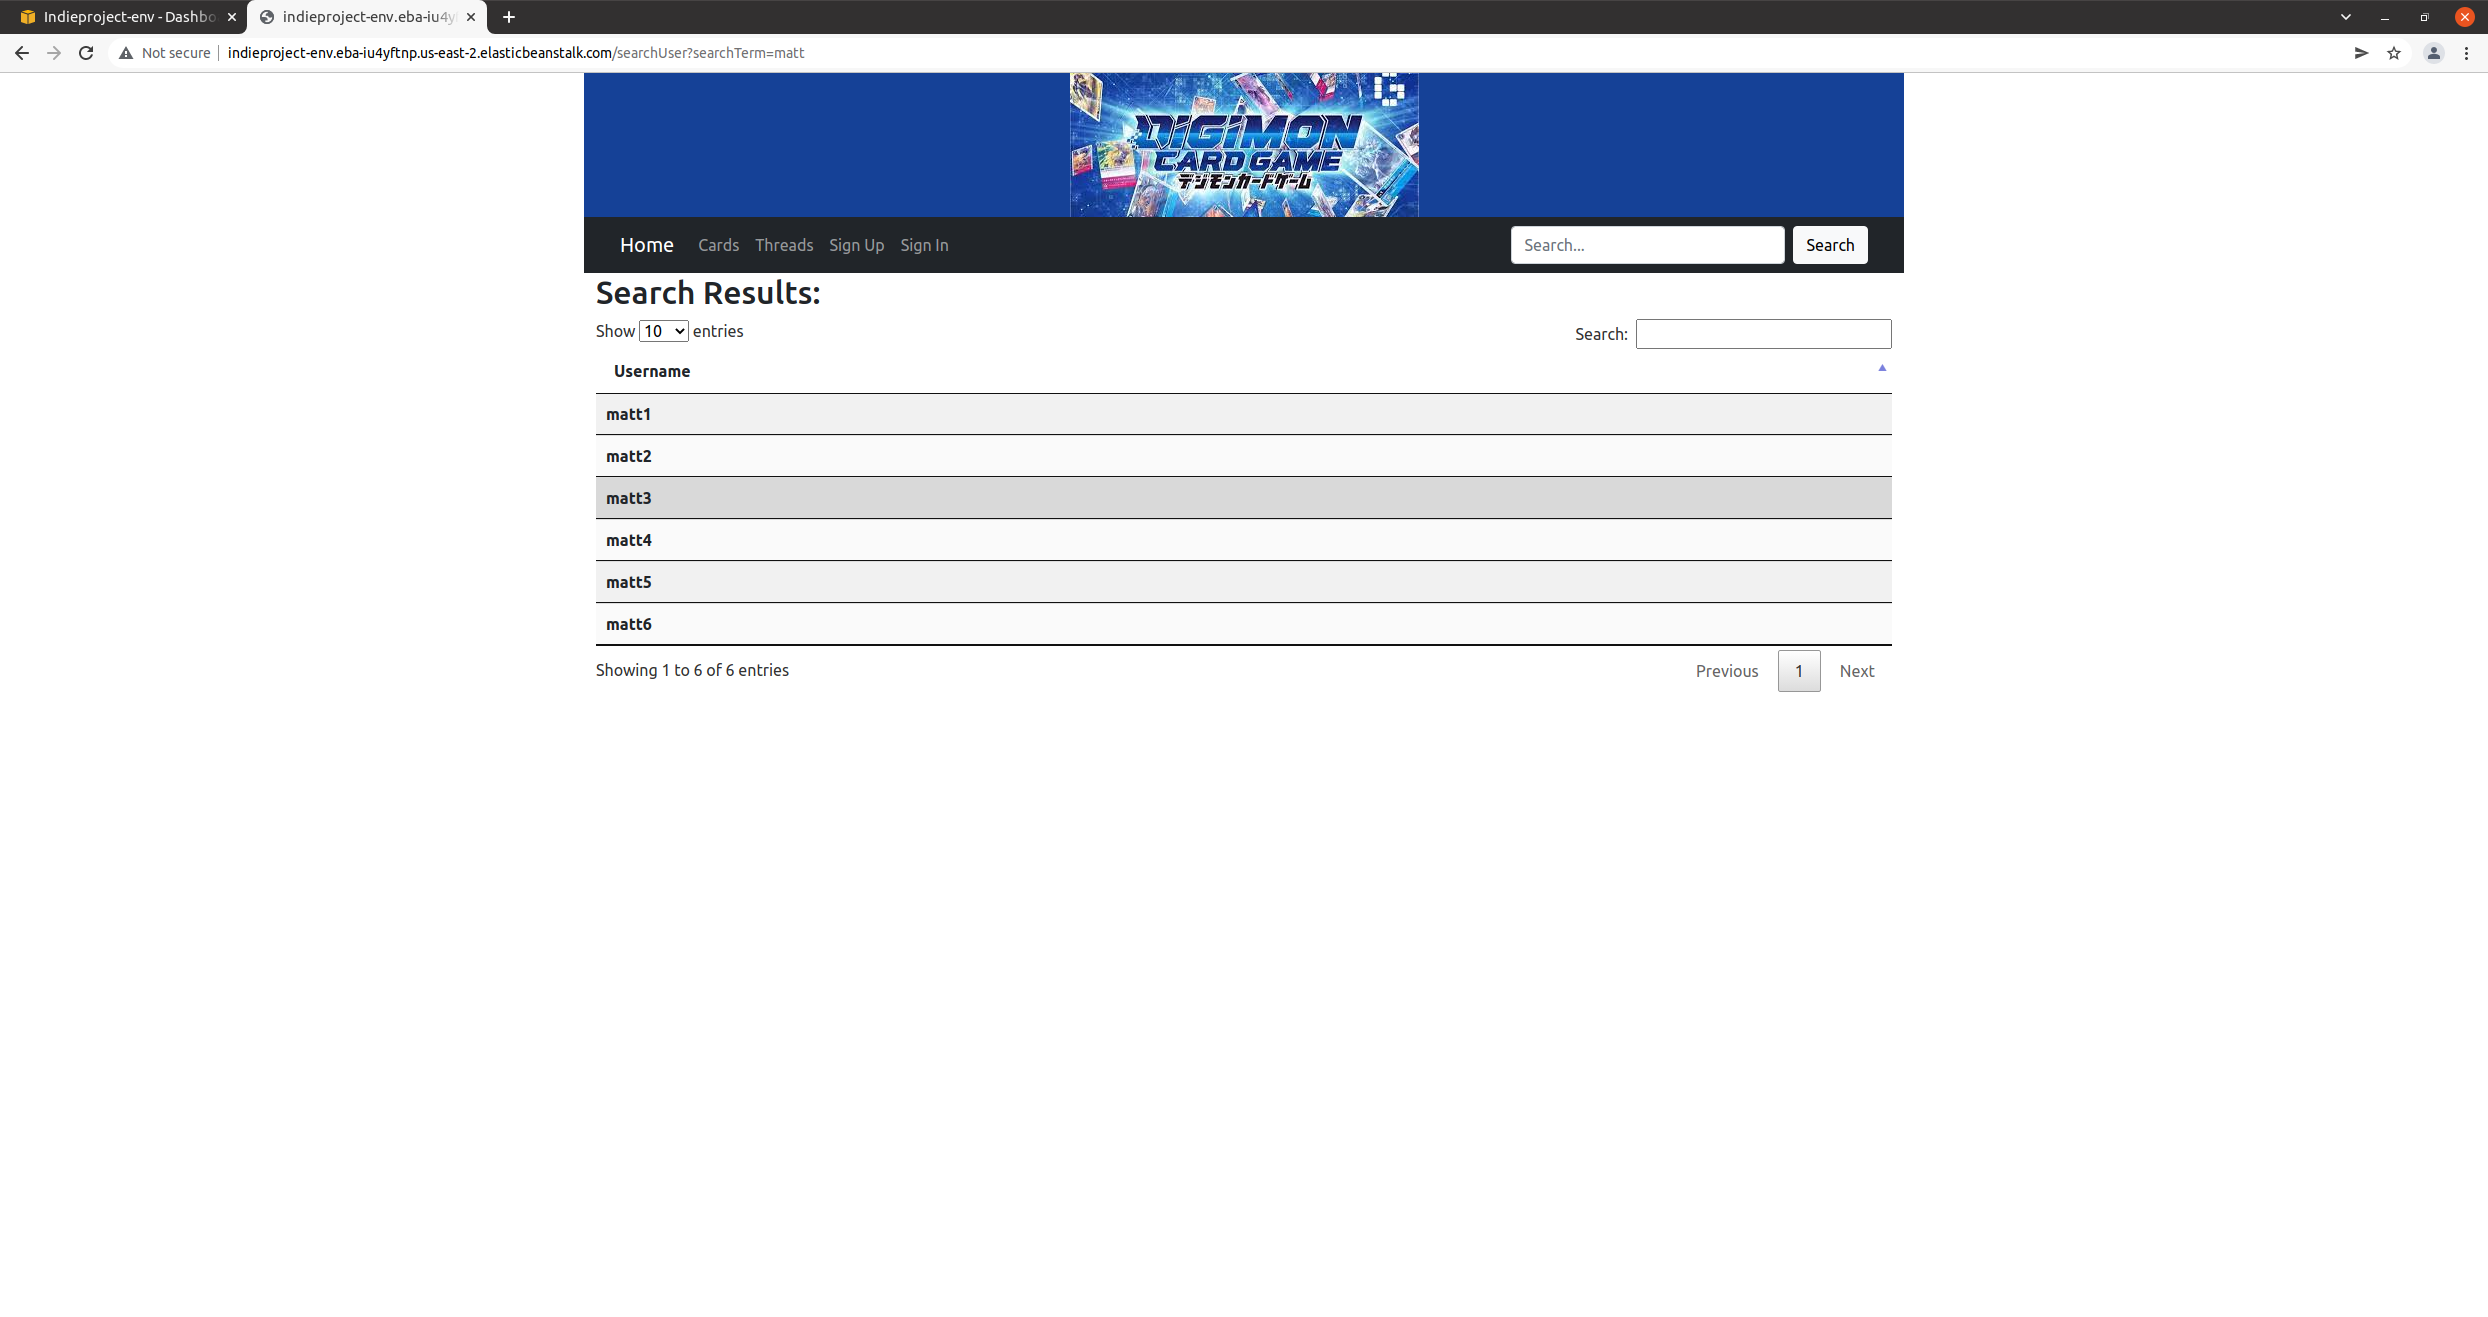 Indieproject-env - Dashbo
indieproject-env.eba-iu4y
Not secure
indieproject-env.eba-iu4yftnp.us-east-2.elasticbeanstalk.com/searchUser?searchTerm=matt
DIGIMON
CARD GAME
デジモンカードゲーム
Home Cards Threads Sign Up Sign In Search... Search
Search Results:
Show 10 entries Search:
Username
matt1
matt2
matt3
matt4
matt5
matt6
Showing 1 to 6 of 6 entries Previous 1 Next